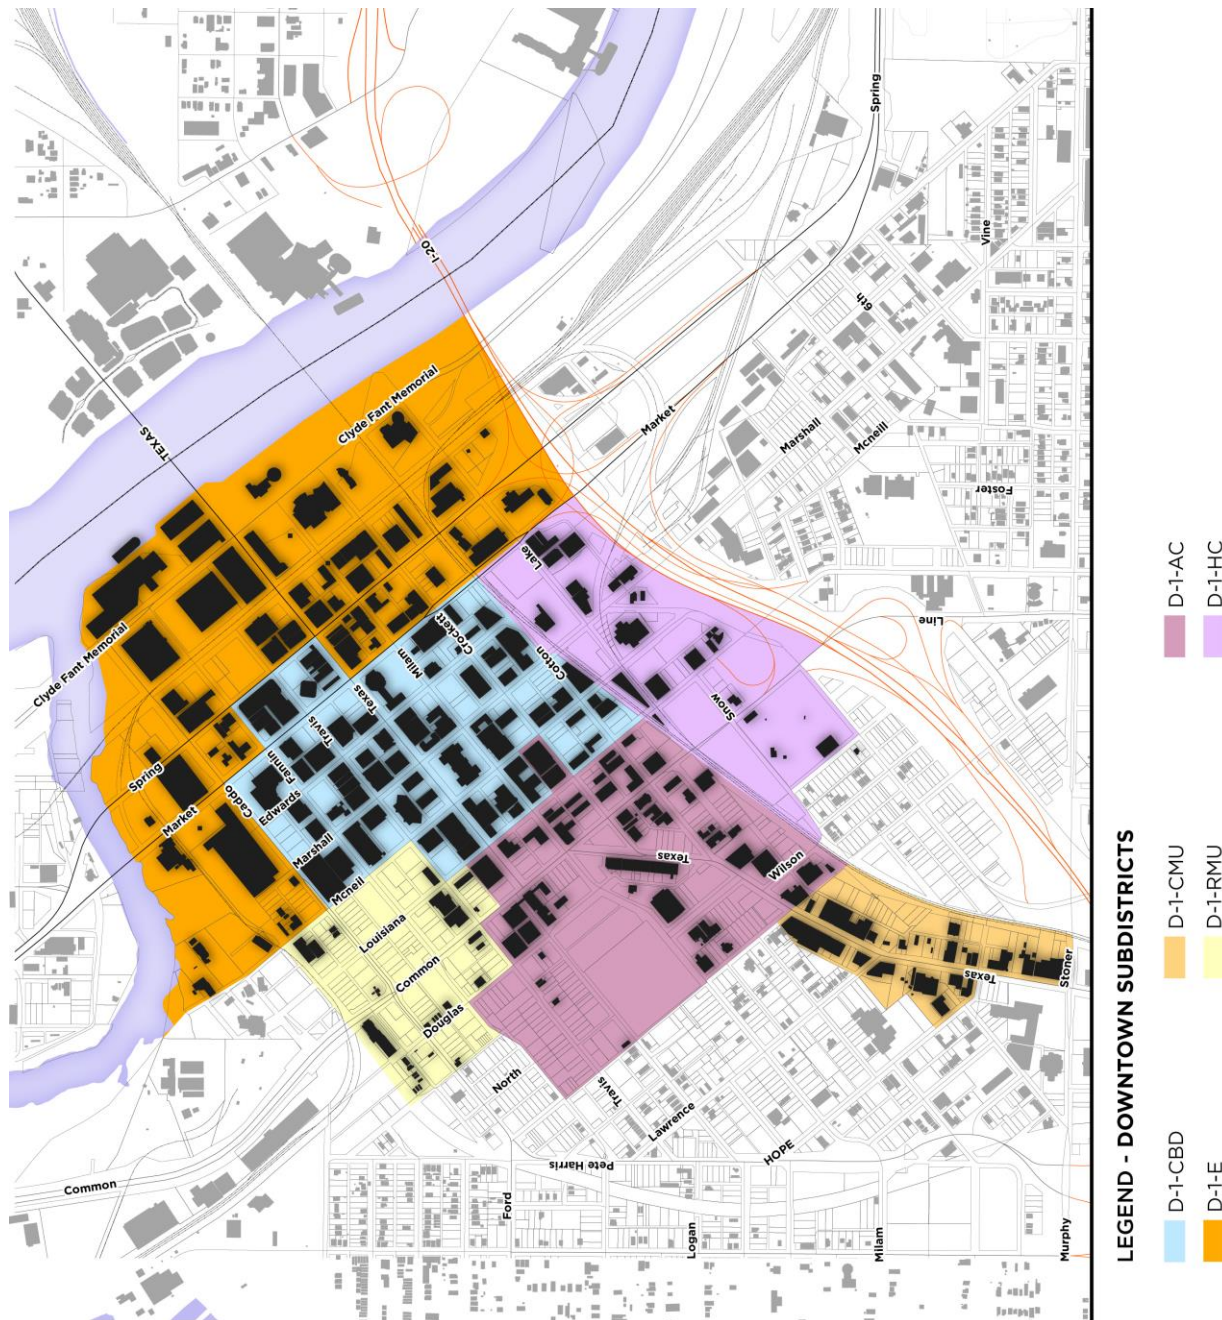 Spring
I-20
Vine
6th
TEXAS
Clyde Fant Memorial
Market
Marshall
Mcneill
Foster
Lake
Clyde Fant Memorial
Crockett
Milam
Texas
Cotton
Line
Travis
Snow
Spring
Fannin
Market
Caddo
Edwards
Marshall
Mcneil
Texas
Wilson
Louisiana
Common
Douglas
Texas
Stoner
North
Travis
Lawrence
HOPE
Pete Harris
Common
Ford
Logan
Milam
Murphy
LEGEND - DOWNTOWN SUBDISTRICTS
D-1-CBD
D-1-E
D-1-CMU
D-1-RMU
D-1-AC
D-1-HC